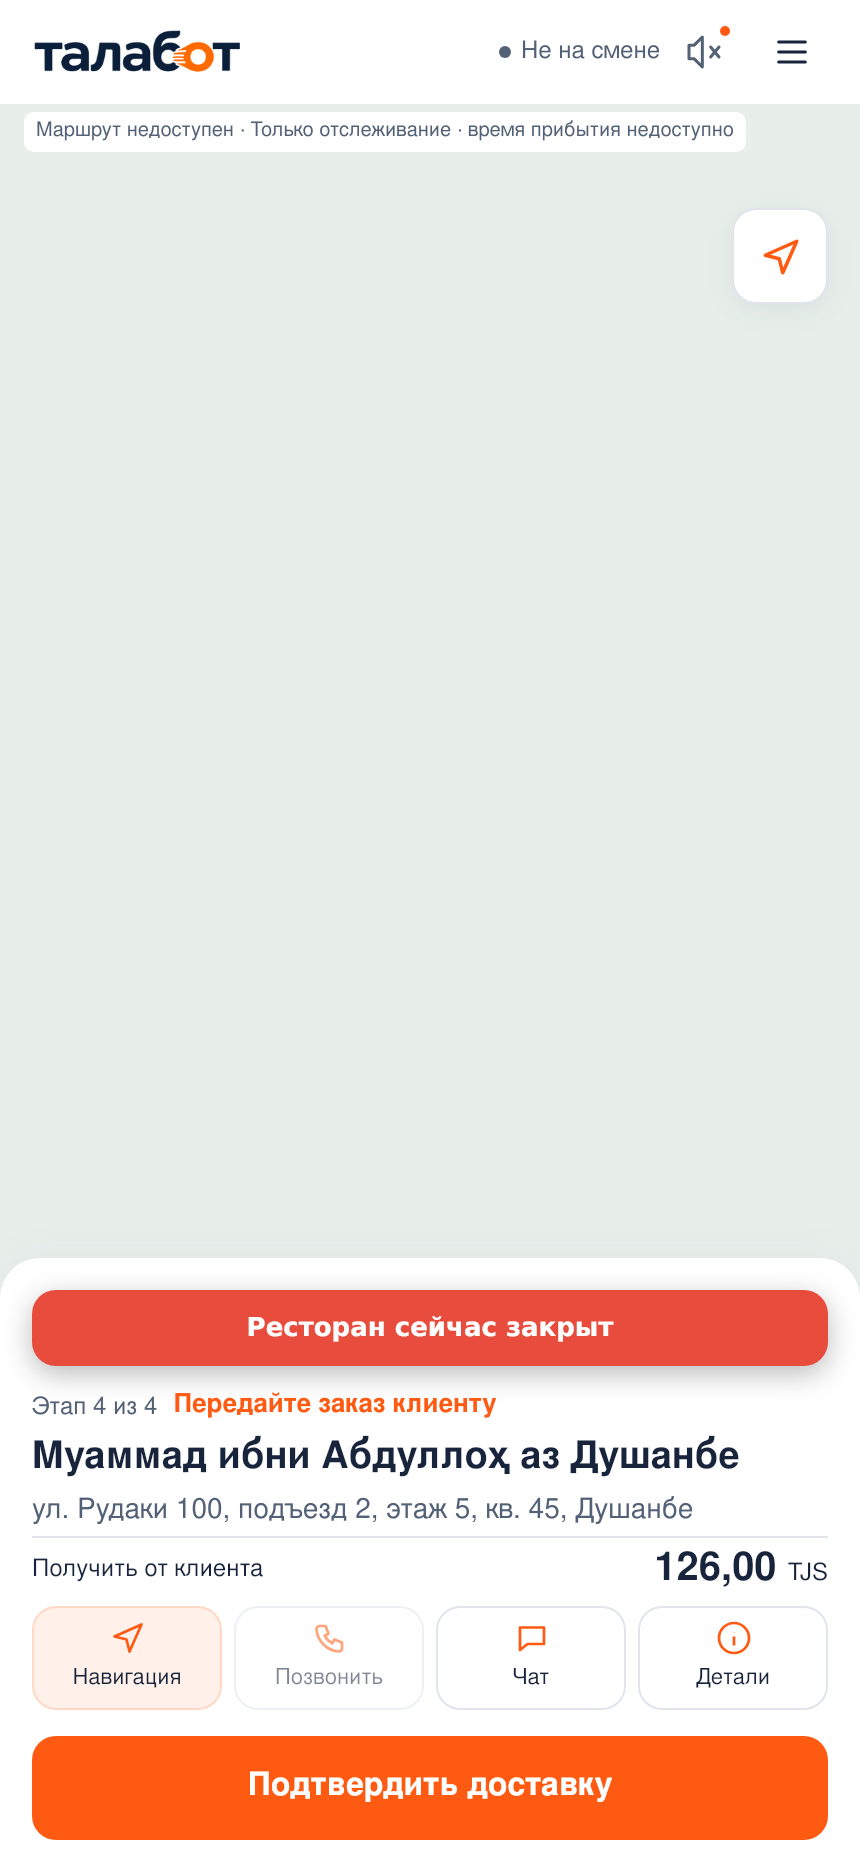 талабот
Не на смене
Маршрут недоступен · Только отслеживание · время прибытия недоступно
Ресторан сейчас закрыт
Этап 4 из 4 Передайте заказ клиенту
Муаммад ибни Абдуллоҳ аз Душанбе
ул. Рудаки 100, подъезд 2, этаж 5, кв. 45, Душанбе
Получить от клиента 126,00 TJS
Навигация Позвонить Чат Детали
Подтвердить доставку